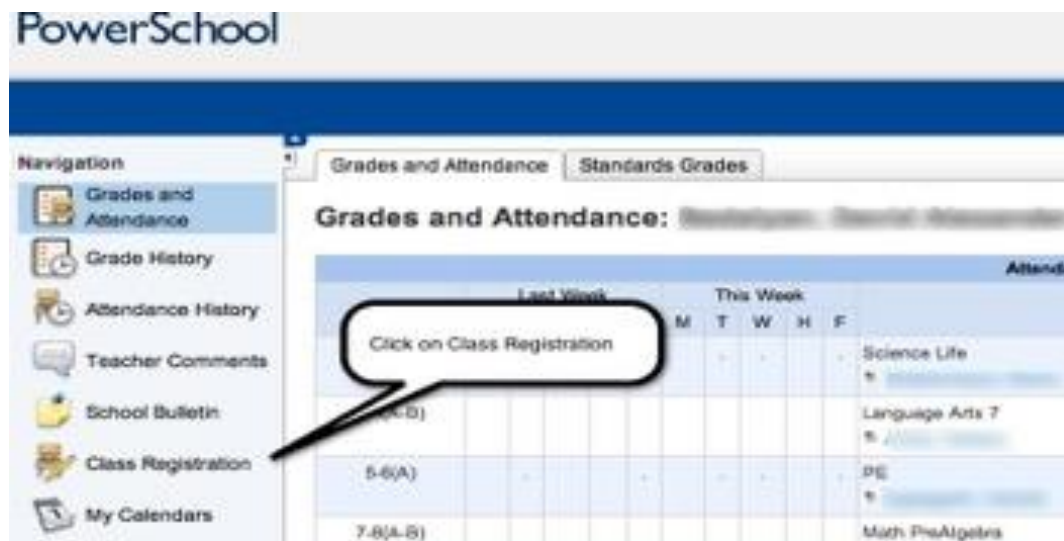 PowerSchool
Navigation
Grades and
Attendance
Grade History
Attendance History
Teacher Comments
School Bulletin
Class Registration
My Calendars
Grades and Attendance
Standards Grades
Grades and Attendance:
Last Week
This Week
M T W H F
Click on Class Registration
Science Life
Language Arts 7
5-6(A)
PE
7-8(A-B)
Math PreAlgebra